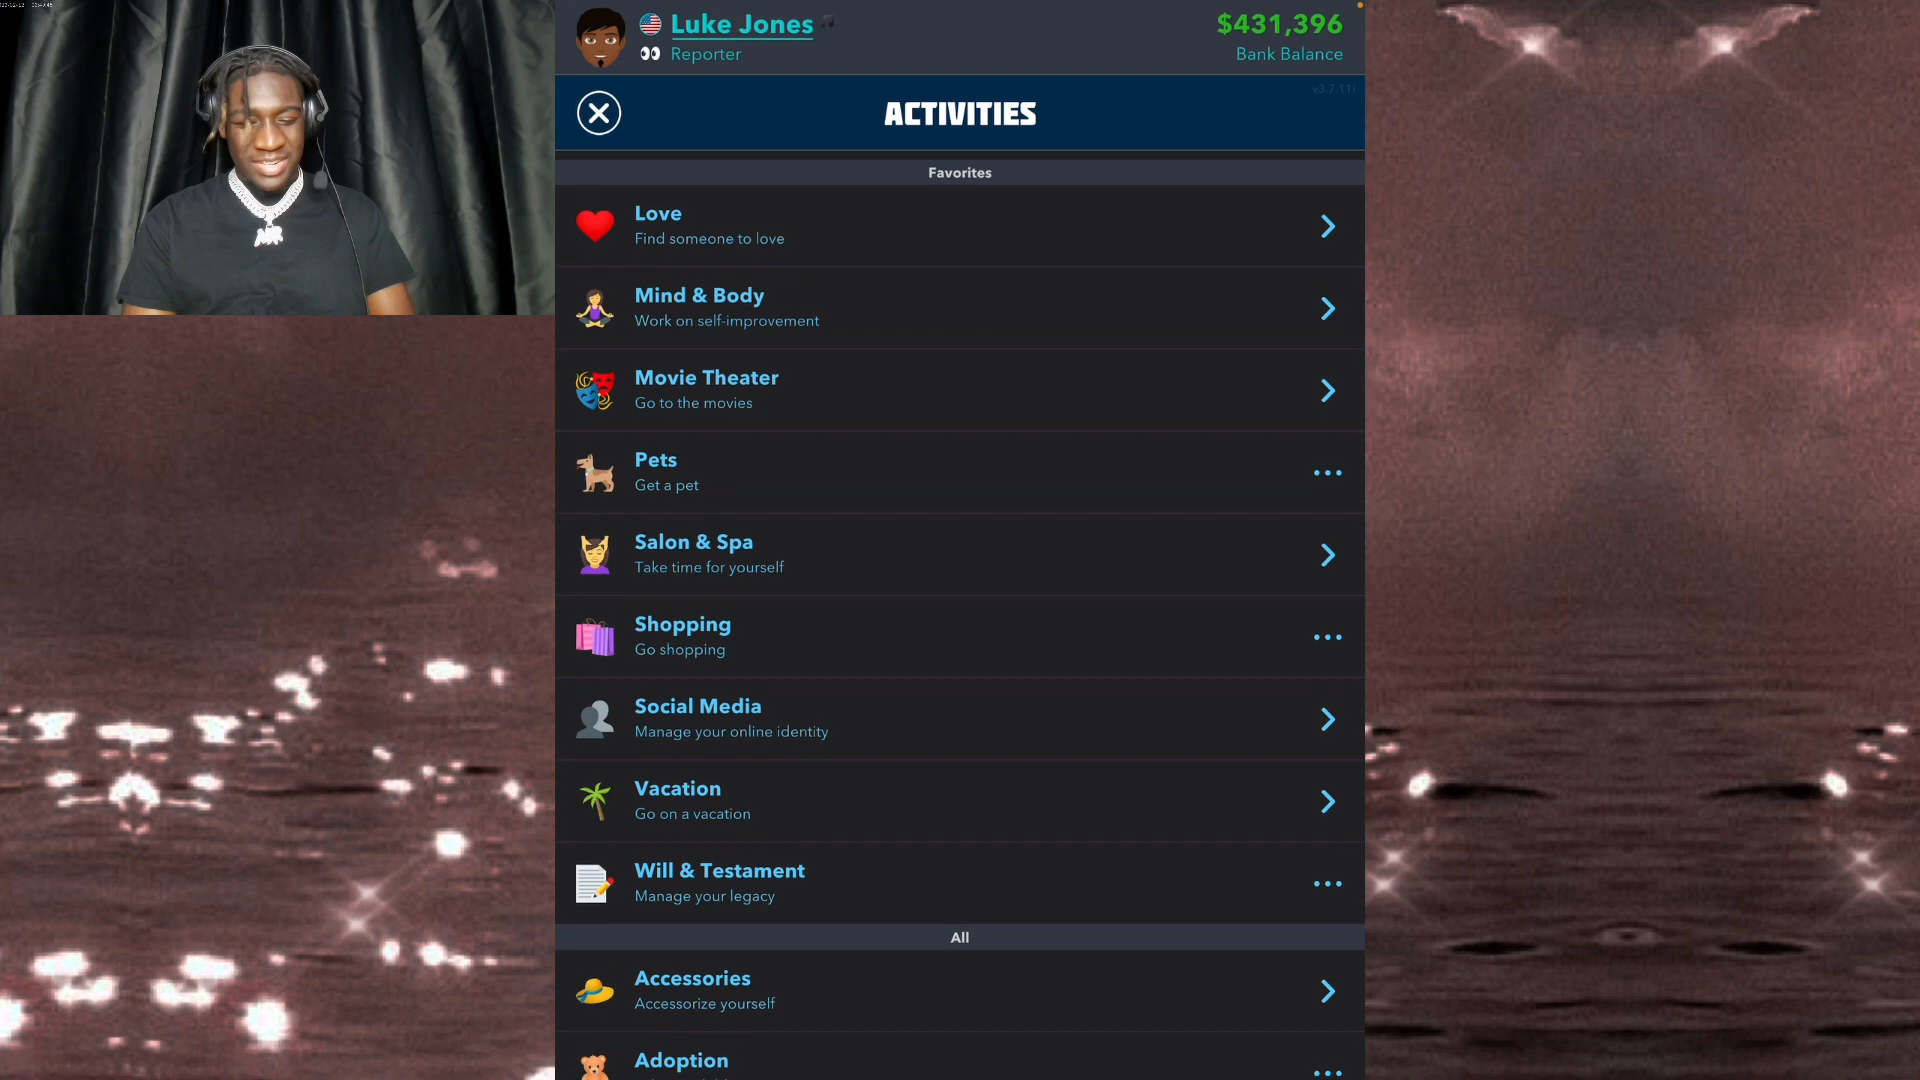 Luke Jones
Reporter
$431,396
Bank Balance
v3.7.11i
ACTIVITIES
Favorites
Love
Find someone to love
Mind & Body
Work on self-improvement
Movie Theater
Go to the movies
Pets
Get a pet
Salon & Spa
Take time for yourself
Shopping
Go shopping
Social Media
Manage your online identity
Vacation
Go on a vacation
Will & Testament
Manage your legacy
All
Accessories
Accessorize yourself
Adoption